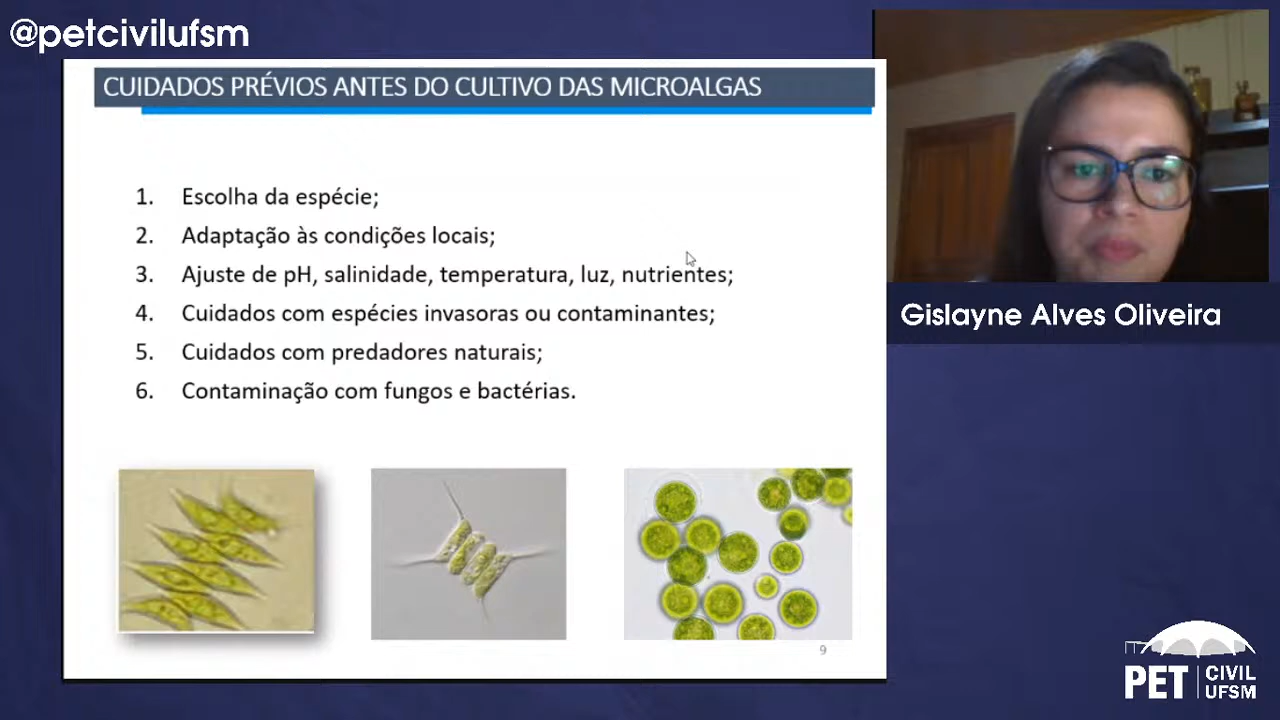 @petcivilufsm
CUIDADOS PRÉVIOS ANTES DO CULTIVO DAS MICROALGAS
1. Escolha da espécie;
2. Adaptação às condições locais;
3. Ajuste de pH, salinidade, temperatura, luz, nutrientes;
4. Cuidados com espécies invasoras ou contaminantes;
5. Cuidados com predadores naturais;
6. Contaminação com fungos e bactérias.
9
Gislayne Alves Oliveira
PET CIVIL
UFSM